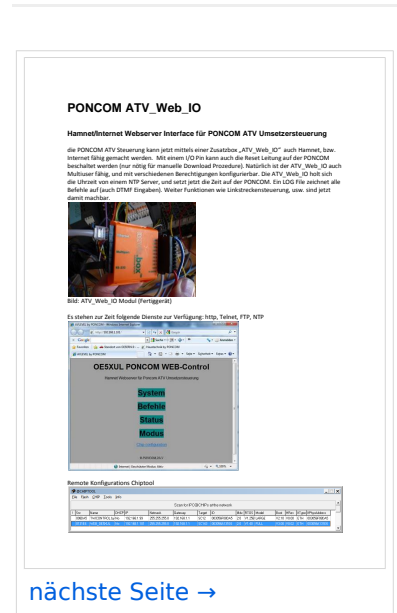 PONCOM ATV_Web_IO
Hamnet/Internet Webserver Interface für PONCOM ATV Umsetzersteuerung
die PONCOM ATV Steuerung kann jetzt mittels einer Zusatzbox „ATV_Web_IO“ auch Hamnet, bzw.
Internet fähig gemacht werden. Mit einem I/O Pin kann auch die Reset Leitung auf der PONCOM
beschaltet werden (nur nötig für manuelle Download Prozedere). Natürlich ist der ATV_Web_IO auch
Multiuser fähig, und mit verschiedenen Berechtigungen konfigurierbar. Die ATV_Web_IO holt sich
die Uhrzeit von einem NTP Server, und setzt jetzt die Zeit auf der PONCOM. Ein LOG File zeichnet alle
Befehle auf (auch DTMF Eingaben). Weiter Funktionen wie Linkstreckensteuerung, usw. sind jetzt
damit machbar.
Bild: ATV_Web_IO Modul (Fertiggerät)
Es stehen zur Zeit folgende Dienste zur Verfügung: http, Telnet, FTP, NTP
OE5XUL PONCOM WEB-Control
Hamnet Webserver für Poncom ATV Umsetzersteuerung
System
Befehle
Status
Modus
Remote Konfigurations Chiptool
nächste Seite →